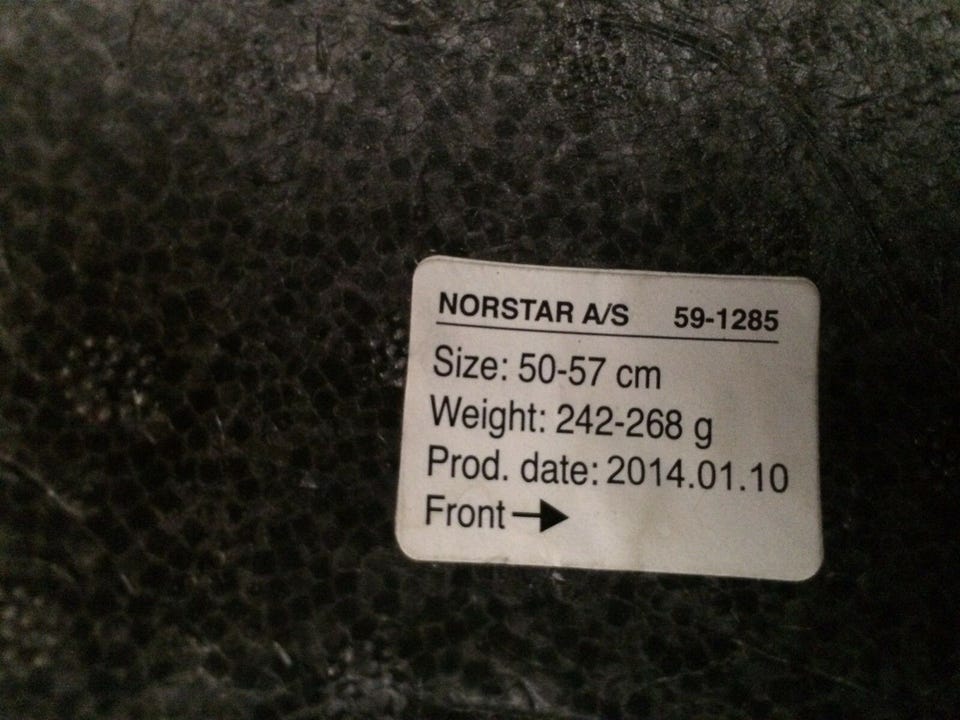 NORSTAR A/S 59-1285
Size: 50-57 cm
Weight: 242-268 g
Prod. date: 2014.01.10
Front →